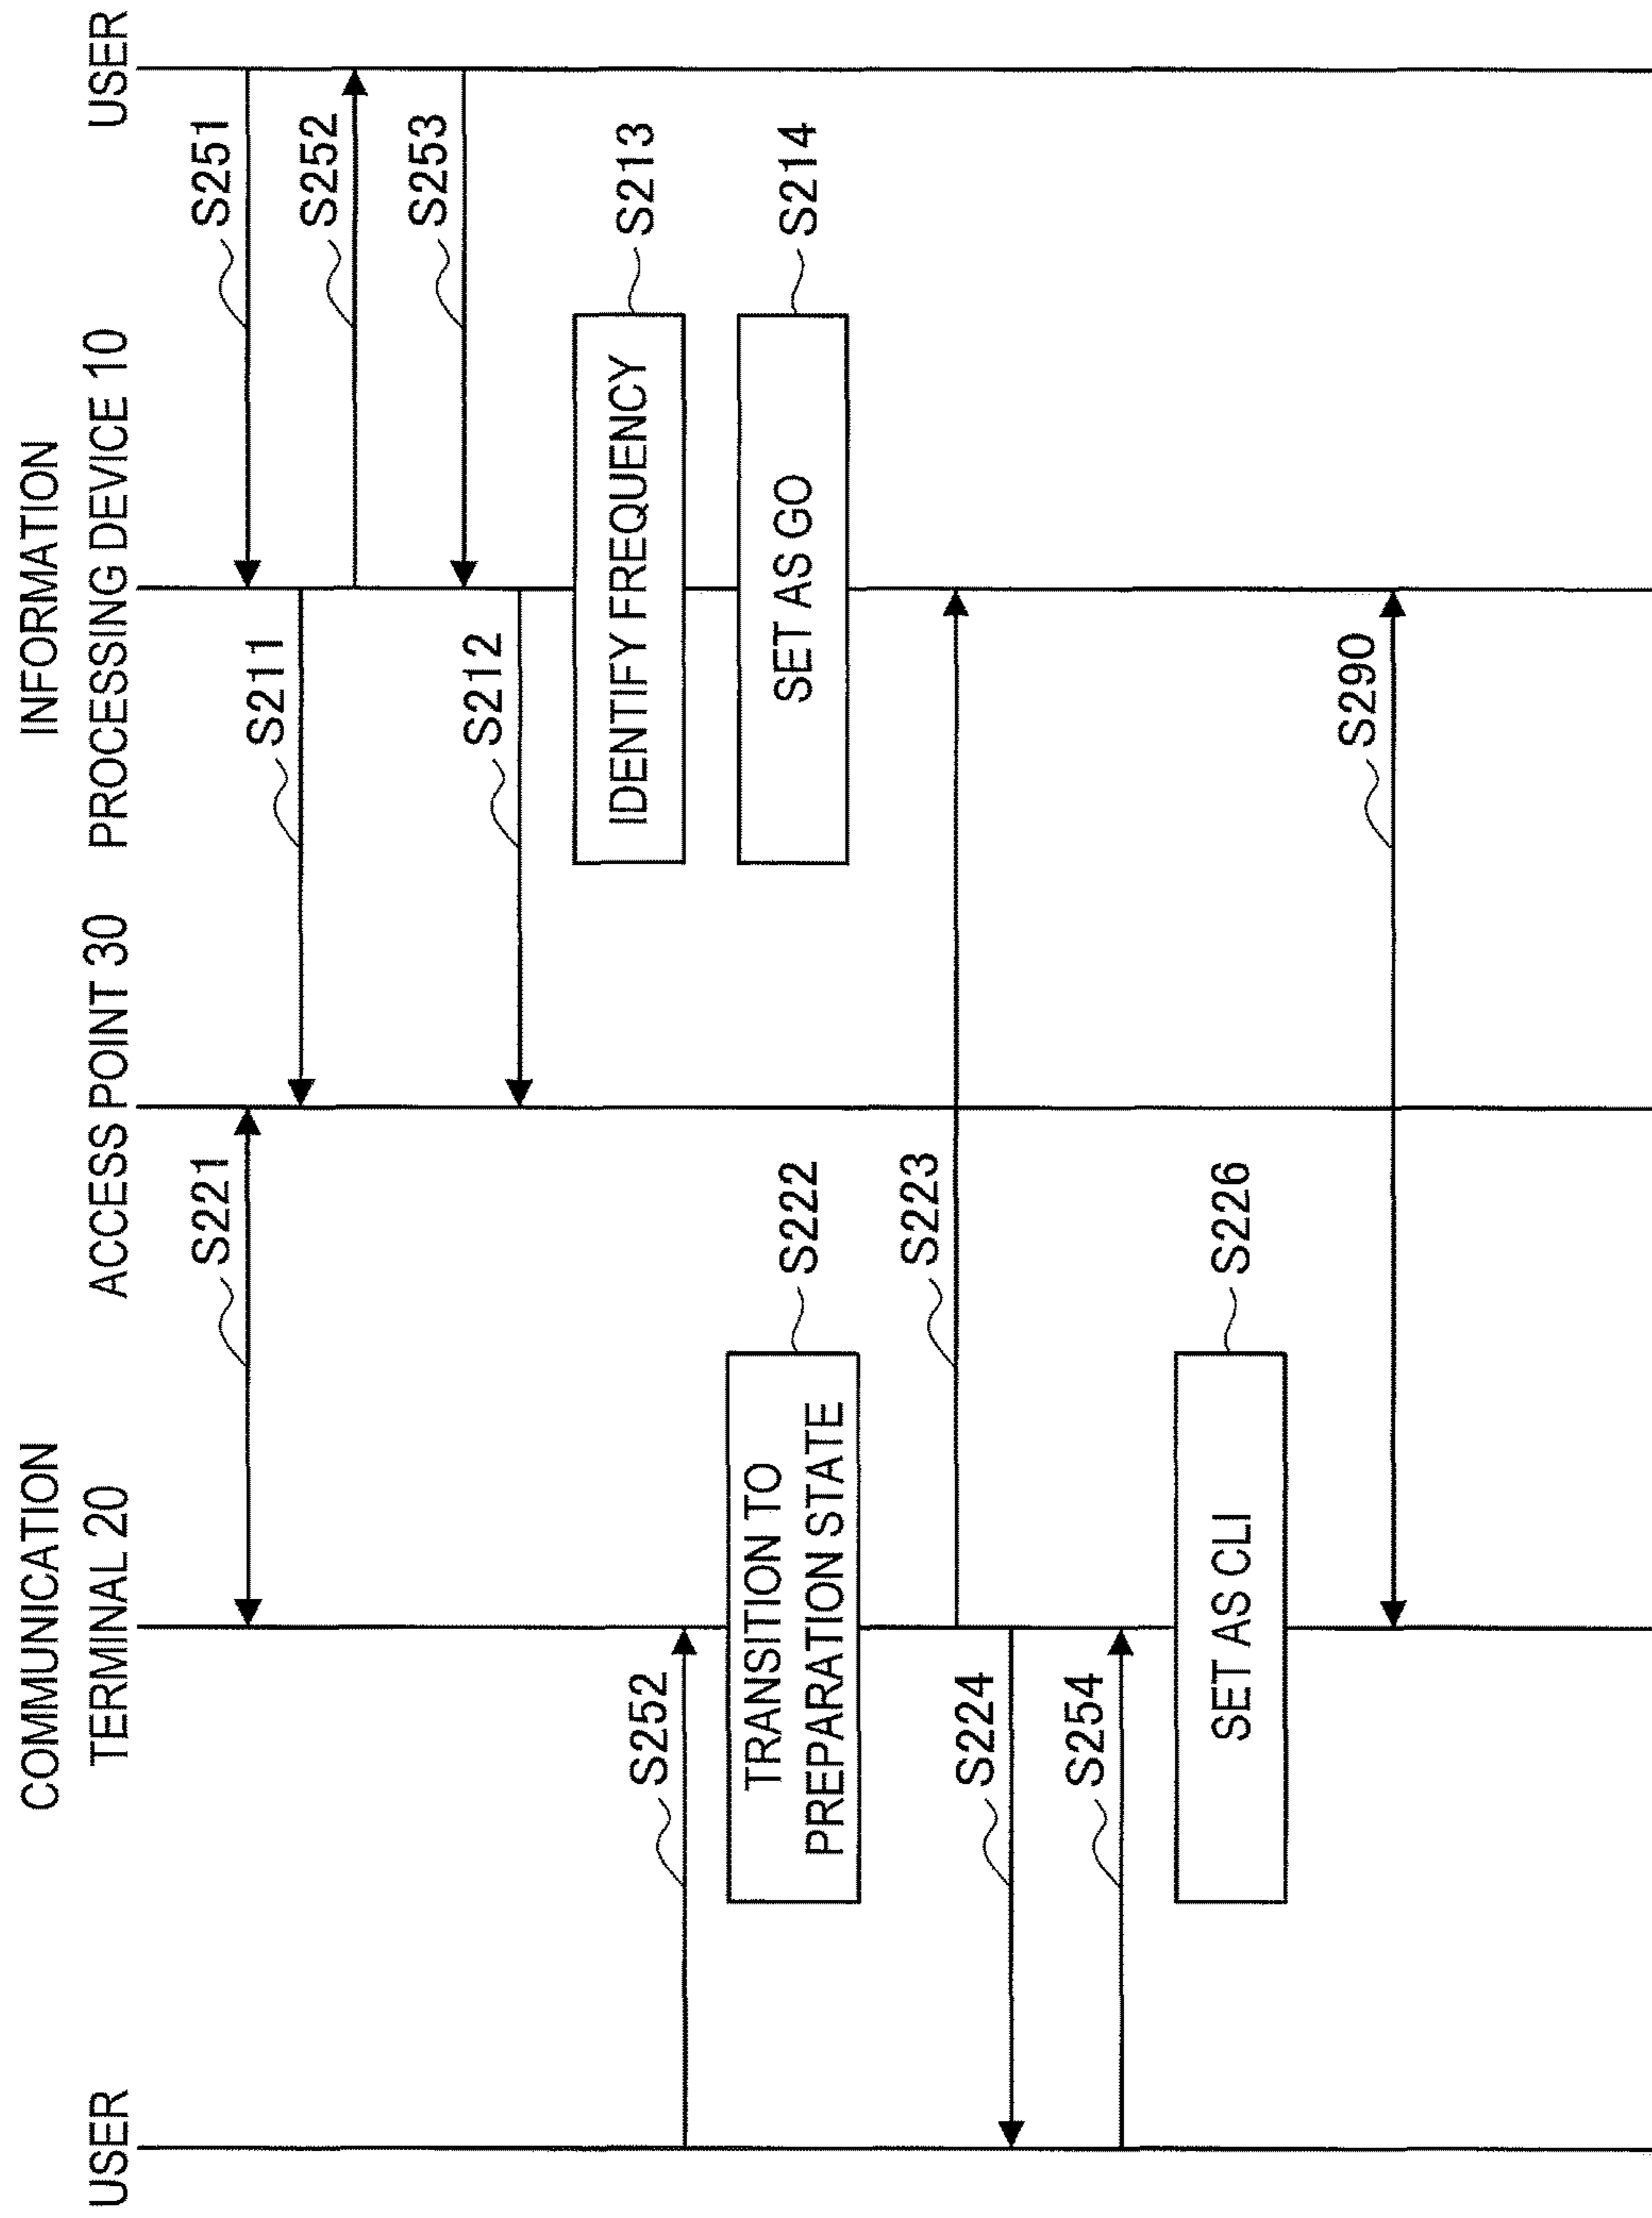 USER
COMMUNICATION
TERMINAL 20
ACCESS POINT 30
INFORMATION
PROCESSING DEVICE 10
USER
S221
S251
S211
S252
S253
S212
IDENTIFY FREQUENCY
S213
S252
TRANSITION TO
PREPARATION STATE
S222
SET AS GO
S214
S223
S224
S254
SET AS CLI
S226
S290